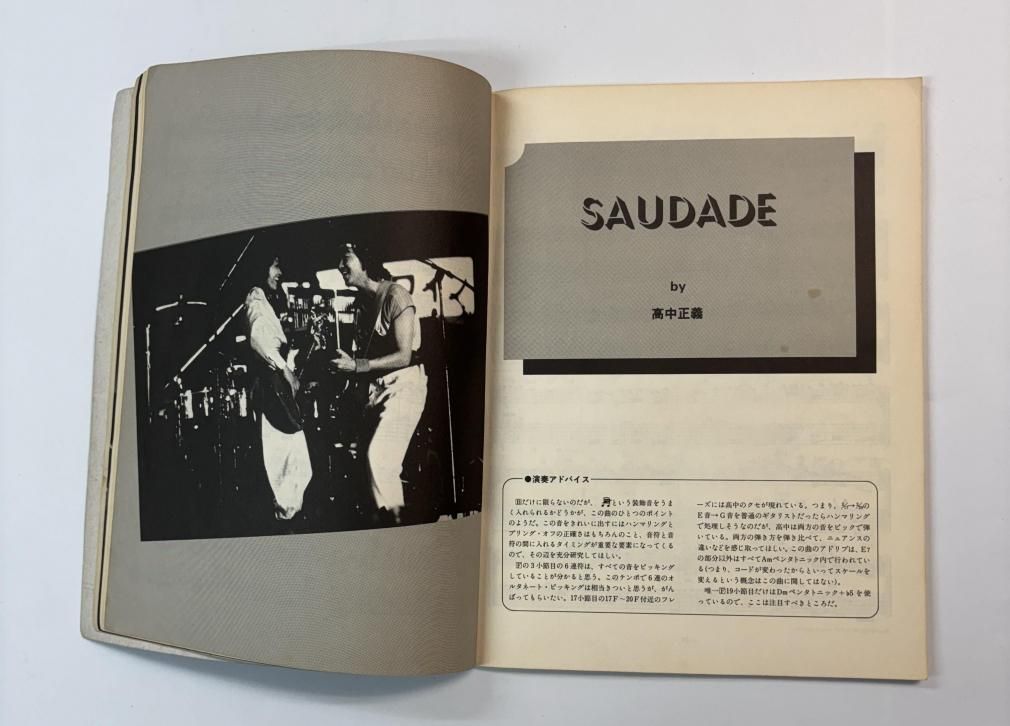 SAUDADE
by
高中正義
●演奏アドバイス
だけに限らないのだが、という装飾音をうま
く入れられるかどうかが、この曲のひとつのポイント
のようだ。この音をきれいに出すにはハンマリングと
プリング・オフの正確さはもちろんのこと、音符と音
符の間に入れるタイミングが重要な要素になってくる
ので、その辺を充分研究してほしい。
Fの3小節目の6連符は、すべての音をピッキング
していることが分かると思う。このテンポで6連のオ
ルタネート・ピッキングは相当きついと思うが、がん
ばってもらいたい。17小節目の17F〜20F付近のフレ
ーズには高中のクセが現れている。つまり、の
E音→G音を普通のギタリストだったらハンマリング
で処理しそうなのだが、高中は両方の音をピックで弾
いている。両方の弾き方を弾き比べて、ニュアンスの
違いなどを感じ取ってほしい。この曲のアドリブは、E7
の部分以外はすべてAmペンタトニック内で行われてい
る(つまり、コードが変わったからといってスケールを
変えるという概念はこの曲に関してはない)。
唯一F19小節目だけはDmペンタトニック+♭5を使
っているので、ここは注目すべきところだ。